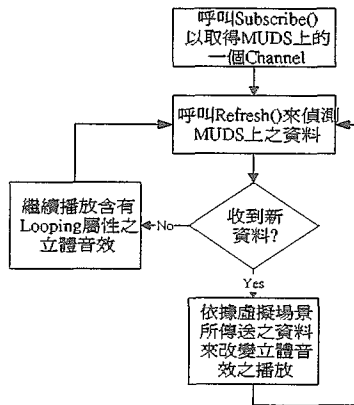 呼叫Subscribe()
以取得MUDS上的
一個Channel
呼叫Refresh()來偵測
MUDS上之資料
繼續播放含有
Looping屬性之
立體音效
No
收到新
資料?
Yes
依據虛擬場景
所傳送之資料
來改變立體音
效之播放